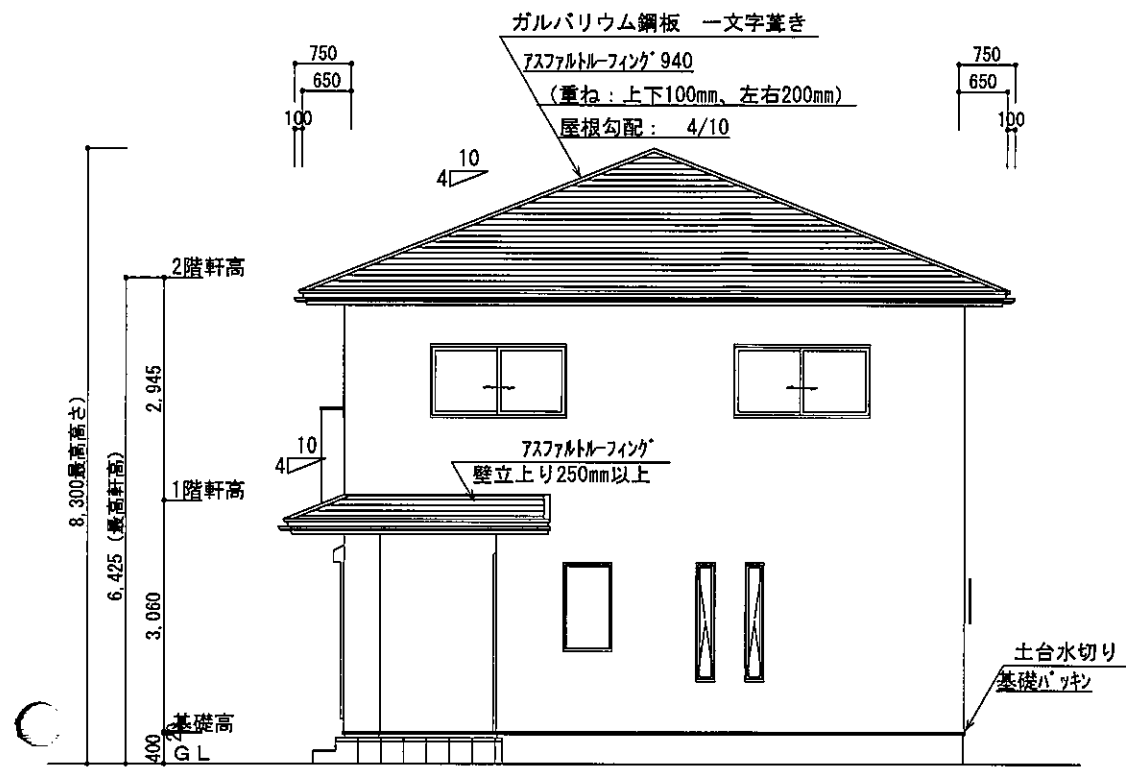 ガルバリウム鋼板 一文字葺き
アスファルトルーフィング 940
（重ね：上下100mm、左右200mm）
屋根勾配： 4/10
750
650
100
750
650
100
10
4
2階軒高
2,945
8,300最高高さ
6,425（最高軒高）
10
4
アスファルトルーフィング
壁立上り250mm以上
1階軒高
3,060
土台水切り
基礎パッキン
基礎高
20
400
GL